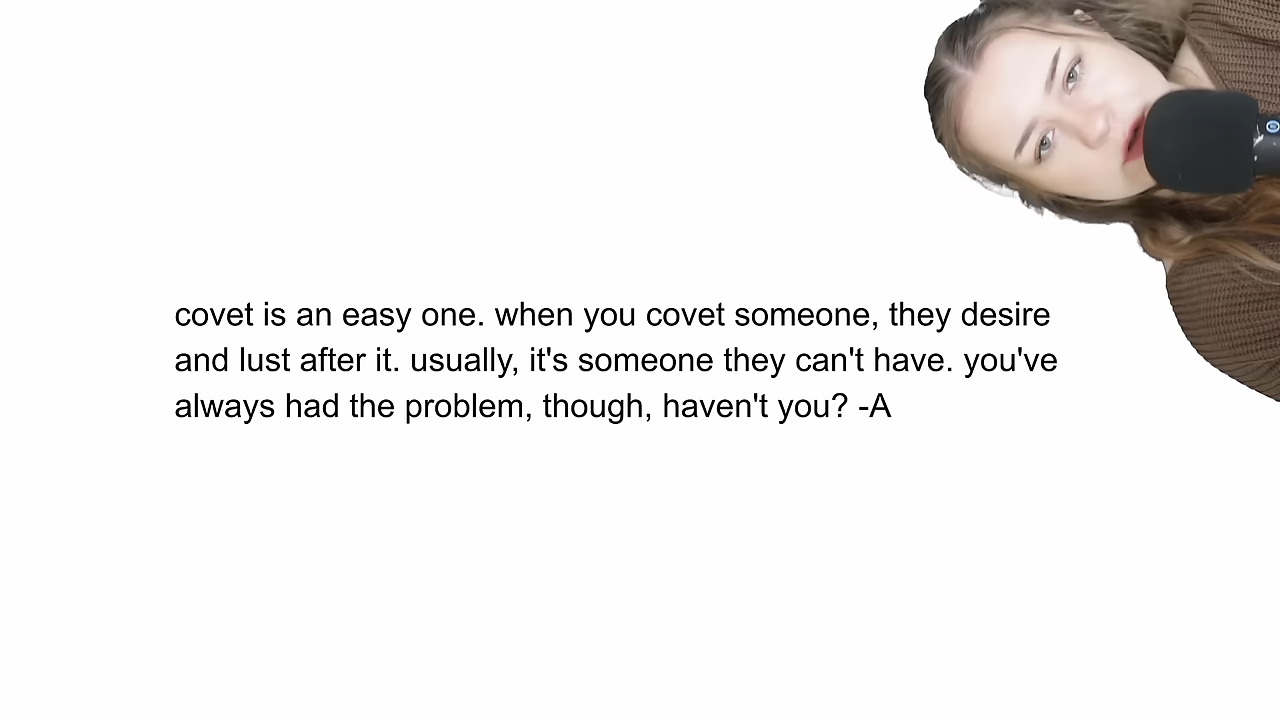 covet is an easy one. when you covet someone, they desire
and lust after it. usually, it's someone they can't have. you've
always had the problem, though, haven't you? -A